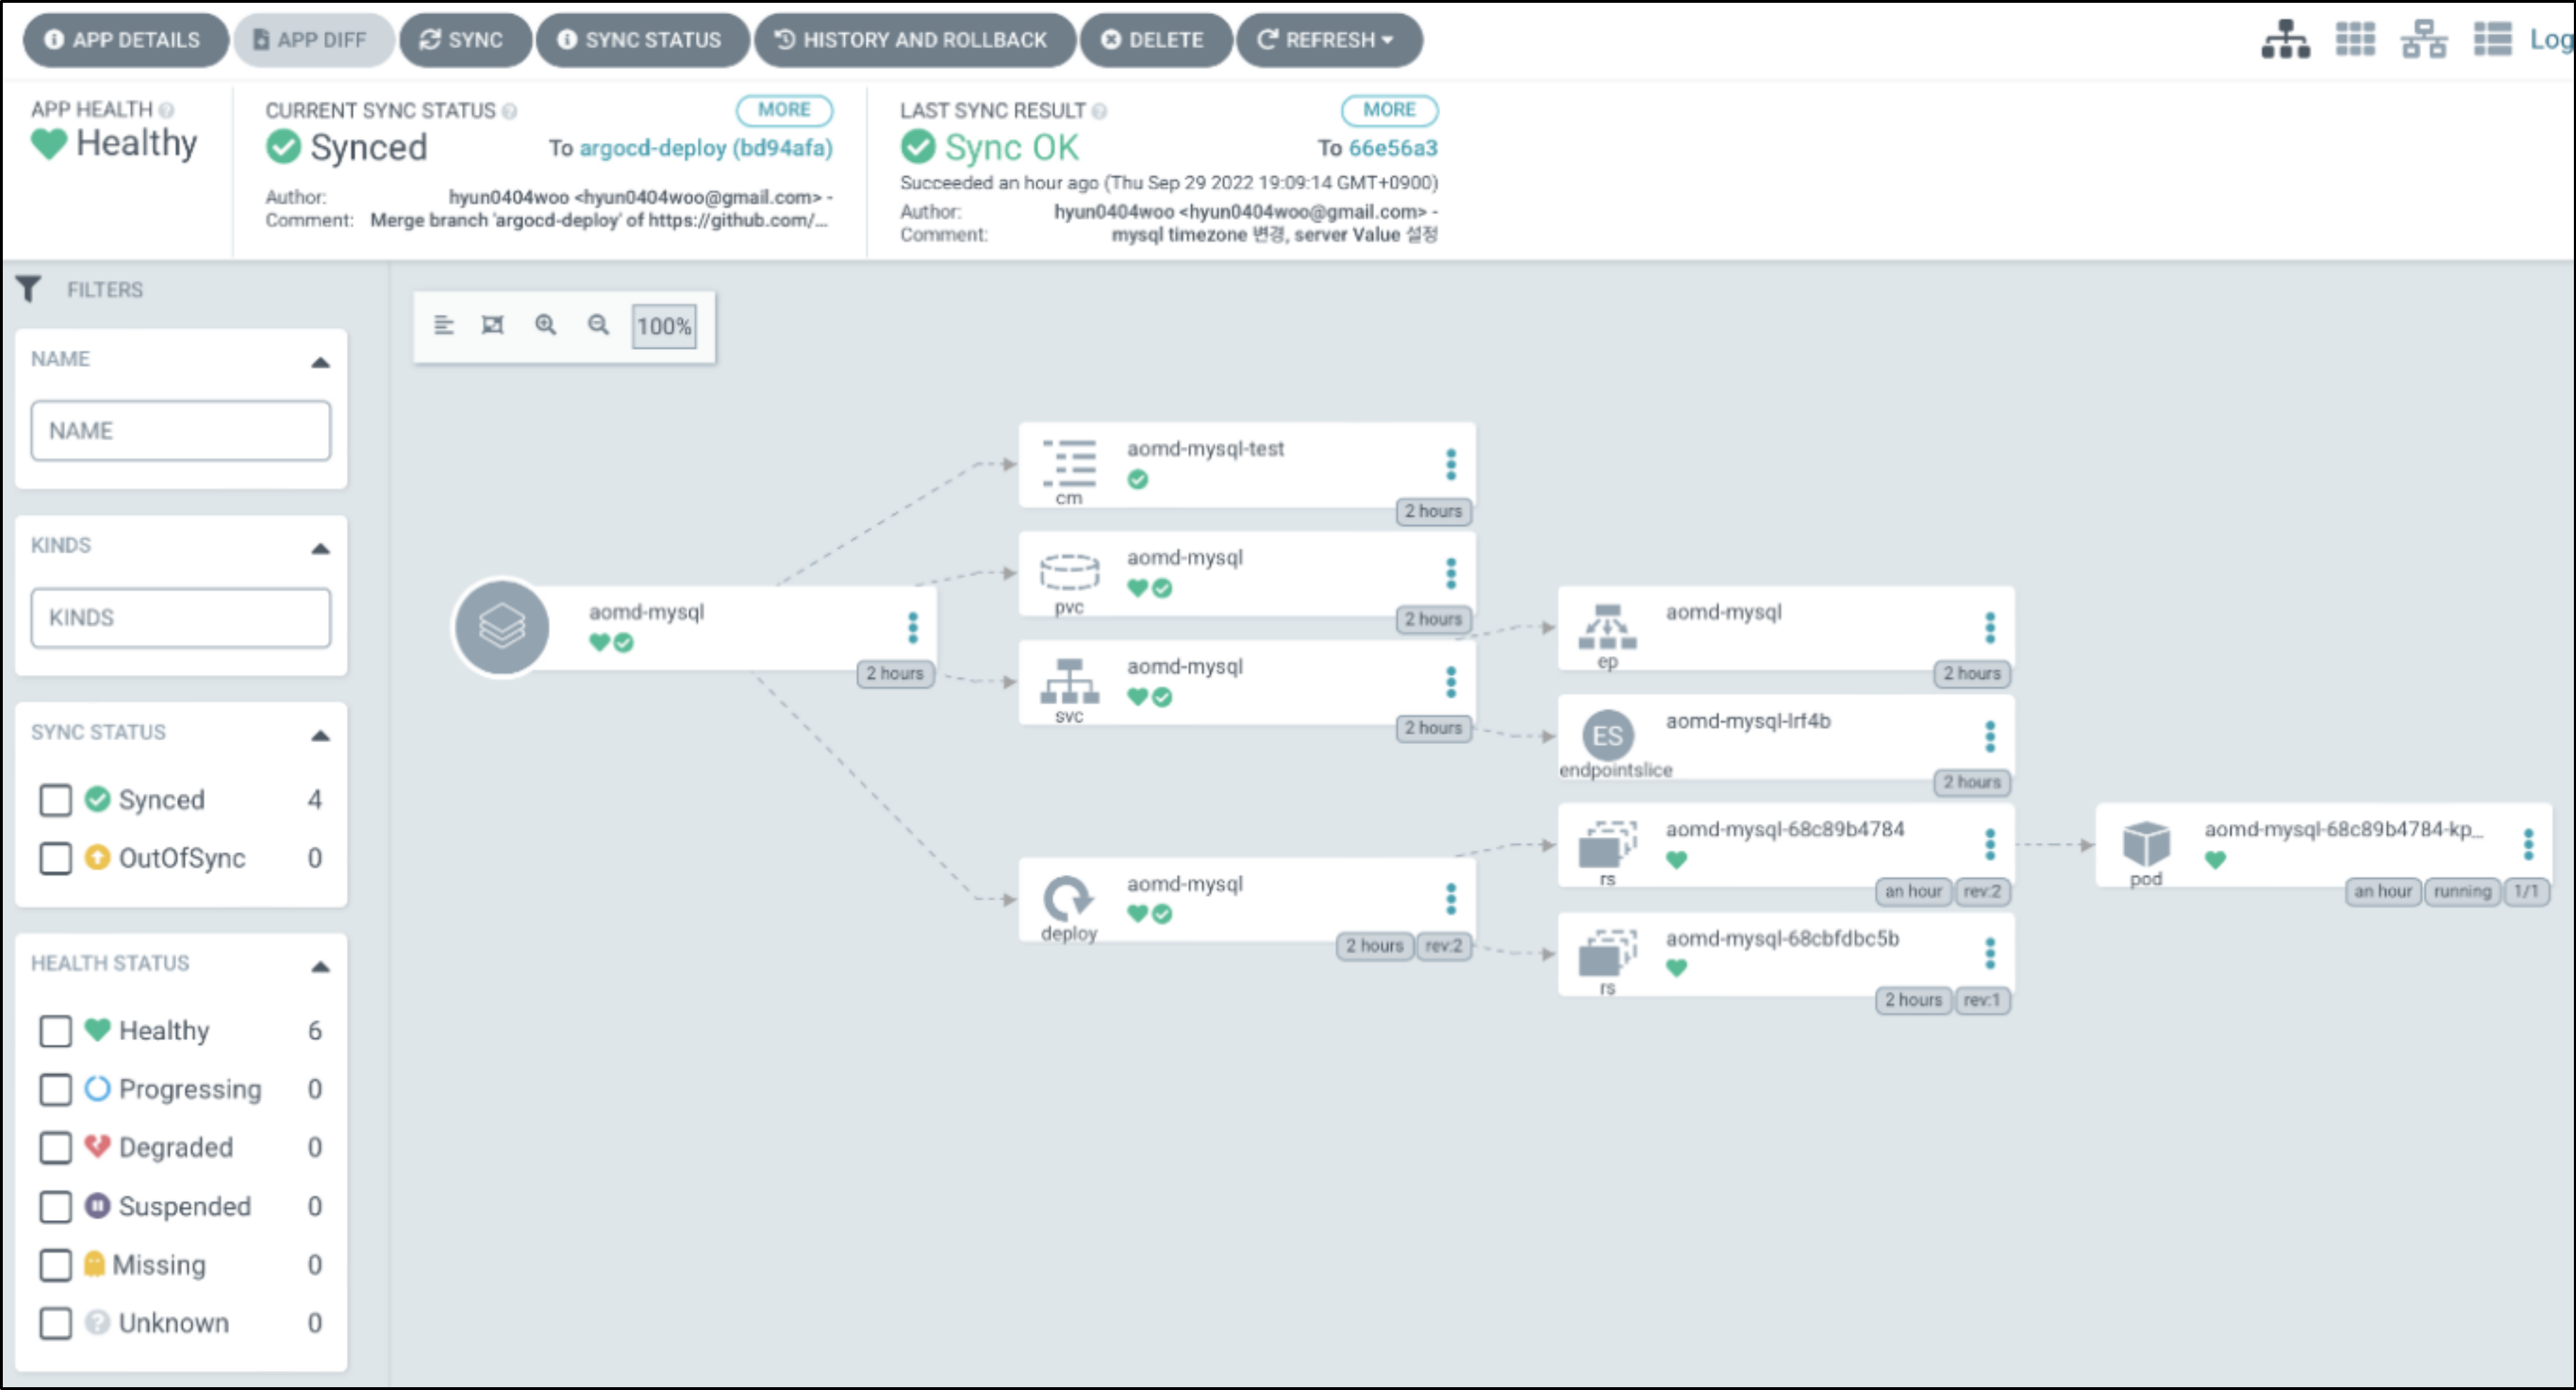 APP DETAILS APP DIFF SYNC SYNC STATUS HISTORY AND ROLLBACK DELETE REFRESH Log
APP HEALTH
Healthy
CURRENT SYNC STATUS MORE
Synced To argocd-deploy (bd94afa)
Author: hyun0404woo <hyun0404woo@gmail.com> -
Comment: Merge branch 'argocd-deploy' of https://github.com/...
LAST SYNC RESULT MORE
Sync OK To 66e56a3
Succeeded an hour ago (Thu Sep 29 2022 19:09:14 GMT+0900)
Author: hyun0404woo <hyun0404woo@gmail.com> -
Comment: mysql timezone 변경, server Value 설정
FILTERS
NAME
NAME
KINDS
KINDS
SYNC STATUS
Synced 4
OutOfSync 0
HEALTH STATUS
Healthy 6
Progressing 0
Degraded 0
Suspended 0
Missing 0
Unknown 0
100%
aomd-mysql
2 hours
aomd-mysql-test
cm
2 hours
aomd-mysql
pvc
2 hours
aomd-mysql
svc
2 hours
aomd-mysql
deploy
2 hours rev:2
aomd-mysql
ep
2 hours
ES
aomd-mysql-lrf4b
endpointslice
2 hours
aomd-mysql-68c89b4784
rs
an hour rev:2
aomd-mysql-68cbfdbc5b
rs
2 hours rev:1
aomd-mysql-68c89b4784-kp...
pod
an hour running 1/1